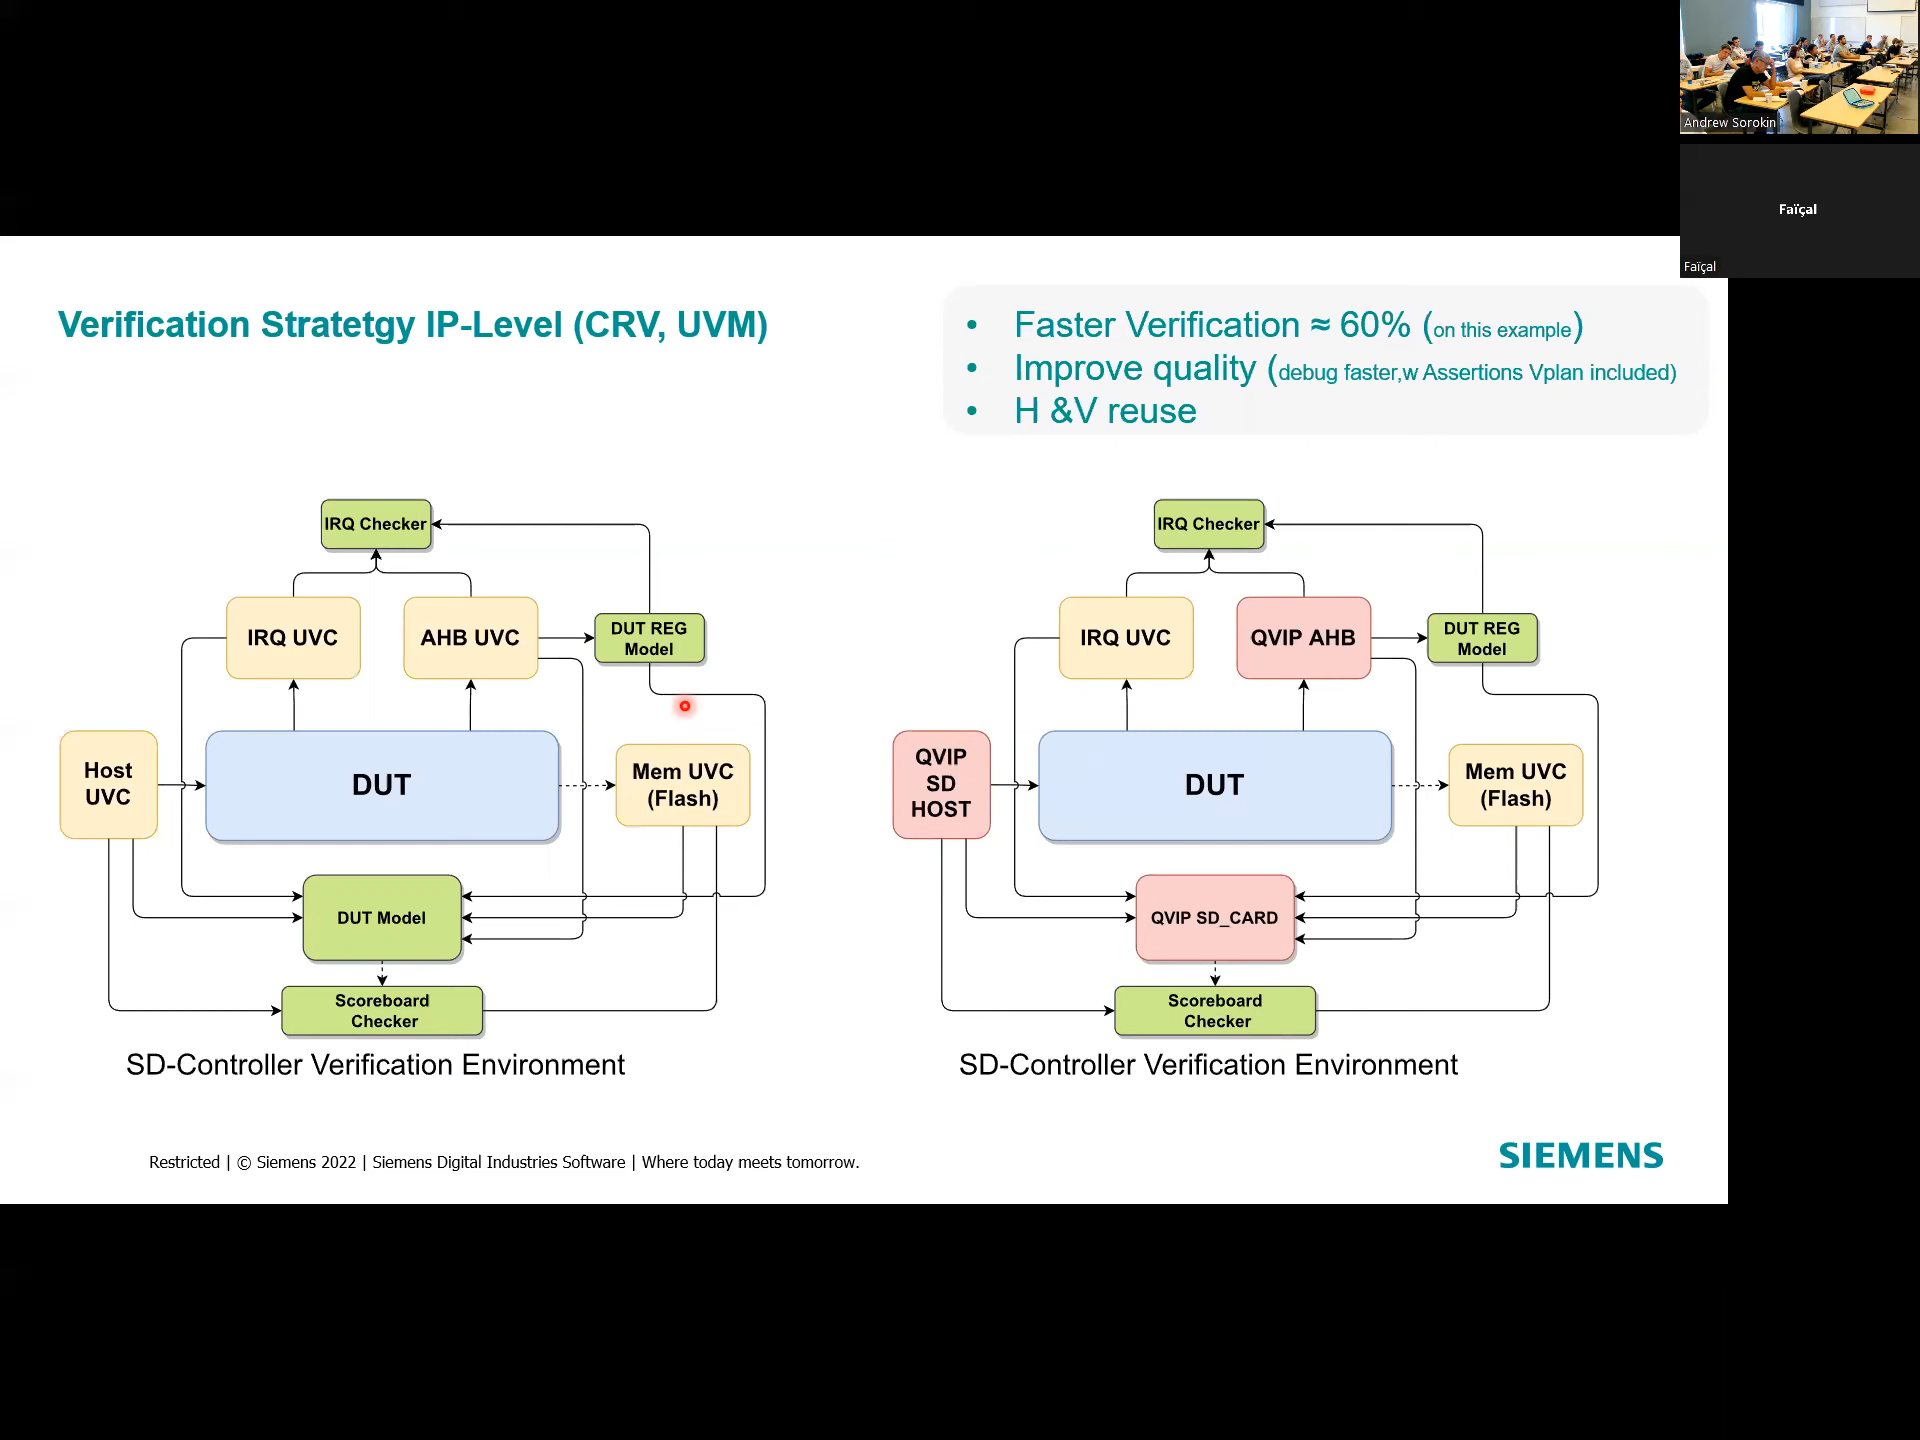 Andrew Sorokin
Faïçal
Faïçal
Verification Stratetgy IP-Level (CRV, UVM)
• Faster Verification ≈ 60% (on this example)
• Improve quality (debug faster,w Assertions Vplan included)
• H &V reuse
IRQ Checker
IRQ UVC
AHB UVC
DUT REG
Model
Host
UVC
DUT
Mem UVC
(Flash)
DUT Model
Scoreboard
Checker
SD-Controller Verification Environment
IRQ Checker
IRQ UVC
QVIP AHB
DUT REG
Model
QVIP
SD
HOST
DUT
Mem UVC
(Flash)
QVIP SD_CARD
Scoreboard
Checker
SD-Controller Verification Environment
Restricted | © Siemens 2022 | Siemens Digital Industries Software | Where today meets tomorrow.
SIEMENS